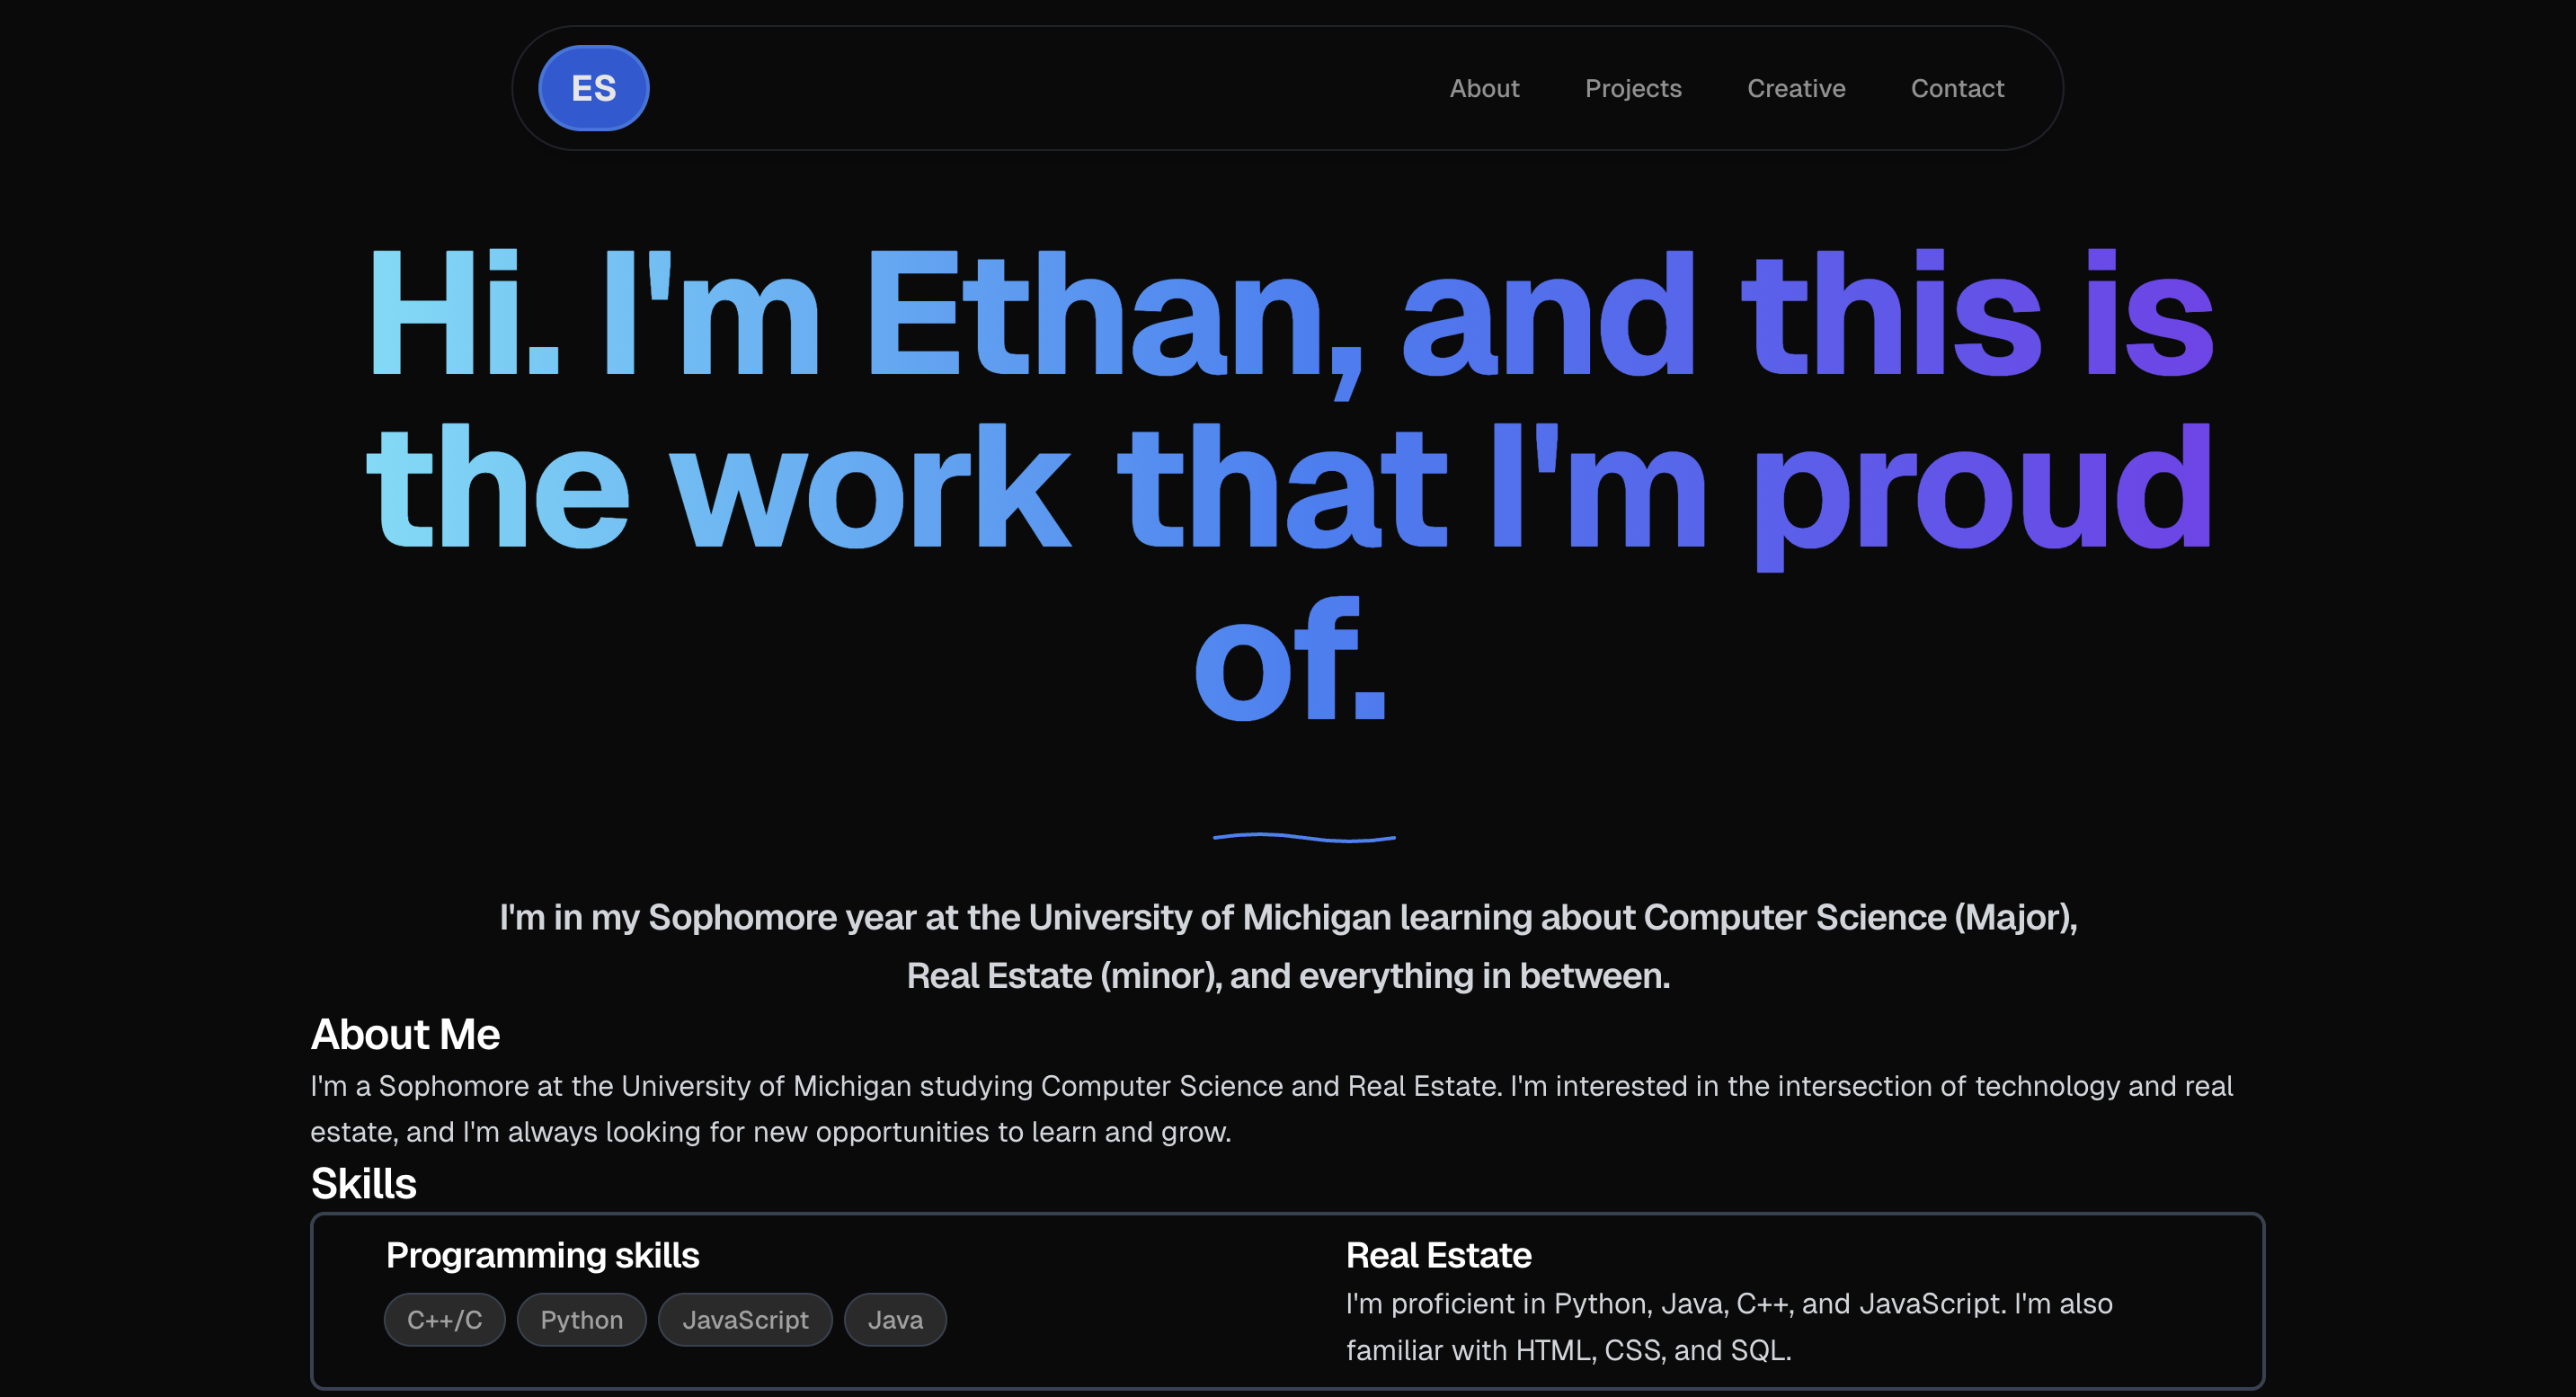 ES
About Projects Creative Contact
Hi. I'm Ethan, and this is
the work that I'm proud
of.
I'm in my Sophomore year at the University of Michigan learning about Computer Science (Major),
Real Estate (minor), and everything in between.
About Me
I'm a Sophomore at the University of Michigan studying Computer Science and Real Estate. I'm interested in the intersection of technology and real
estate, and I'm always looking for new opportunities to learn and grow.
Skills
Programming skills
C++/C Python JavaScript Java
Real Estate
I'm proficient in Python, Java, C++, and JavaScript. I'm also
familiar with HTML, CSS, and SQL.